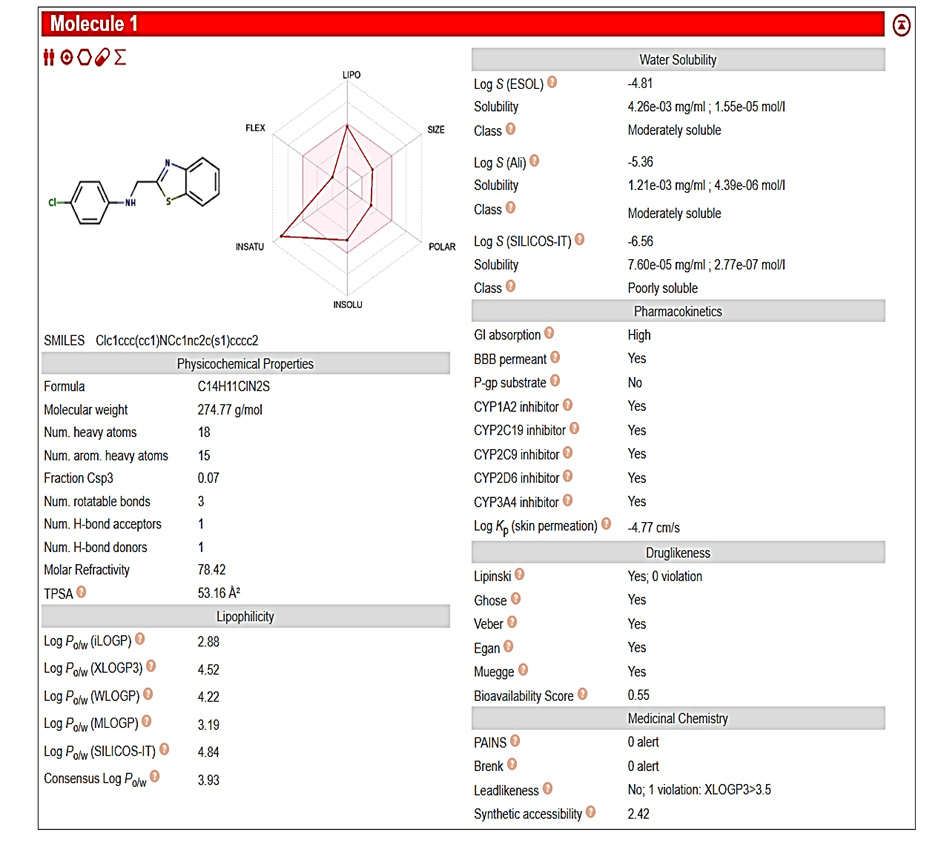 Molecule 1
LIPO
FLEX
SIZE
INSATU
POLAR
INSOLU
N
S
NH
Cl
SMILES Clc1ccc(cc1)NCc1nc2c(s1)cccc2
Physicochemical Properties
Formula C14H11ClN2S
Molecular weight 274.77 g/mol
Num. heavy atoms 18
Num. arom. heavy atoms 15
Fraction Csp3 0.07
Num. rotatable bonds 3
Num. H-bond acceptors 1
Num. H-bond donors 1
Molar Refractivity 78.42
TPSA ? 53.16 Å²
Lipophilicity
Log Po/w (iLOGP) ? 2.88
Log Po/w (XLOGP3) ? 4.52
Log Po/w (WLOGP) ? 4.22
Log Po/w (MLOGP) ? 3.19
Log Po/w (SILICOS-IT) ? 4.84
Consensus Log Po/w ? 3.93
Water Solubility
Log S (ESOL) ? -4.81
Solubility 4.26e-03 mg/ml ; 1.55e-05 mol/l
Class ? Moderately soluble
Log S (Ali) ? -5.36
Solubility 1.21e-03 mg/ml ; 4.39e-06 mol/l
Class ? Moderately soluble
Log S (SILICOS-IT) ? -6.56
Solubility 7.60e-05 mg/ml ; 2.77e-07 mol/l
Class ? Poorly soluble
Pharmacokinetics
GI absorption ? High
BBB permeant ? Yes
P-gp substrate ? No
CYP1A2 inhibitor ? Yes
CYP2C19 inhibitor ? Yes
CYP2C9 inhibitor ? Yes
CYP2D6 inhibitor ? Yes
CYP3A4 inhibitor ? Yes
Log Kp (skin permeation) ? -4.77 cm/s
Druglikeness
Lipinski ? Yes; 0 violation
Ghose ? Yes
Veber ? Yes
Egan ? Yes
Muegge ? Yes
Bioavailability Score ? 0.55
Medicinal Chemistry
PAINS ? 0 alert
Brenk ? 0 alert
Leadlikeness ? No; 1 violation: XLOGP3>3.5
Synthetic accessibility ? 2.42